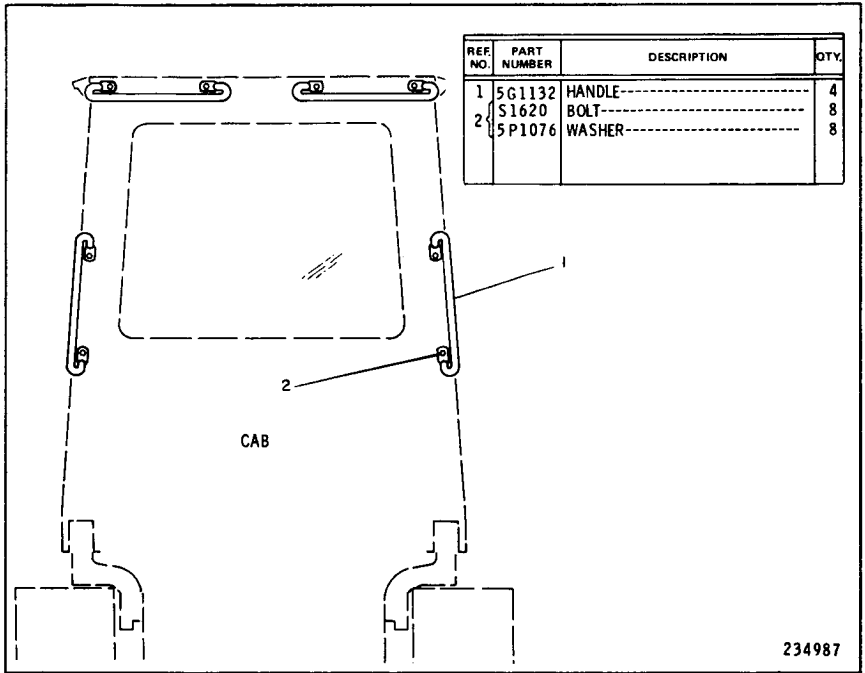 REF. NO. PART NUMBER DESCRIPTION QTY.
1 5G1132 HANDLE 4
2 S1620 BOLT 8
5P1076 WASHER 8
1
2
CAB
234987